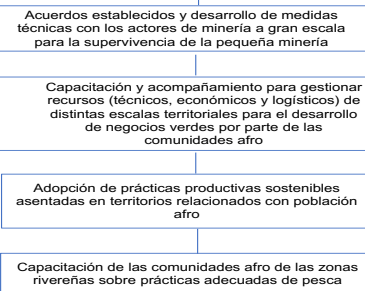 Acuerdos establecidos y desarrollo de medidas
técnicas con los actores de minería a gran escala
para la supervivencia de la pequeña minería
Capacitación y acompañamiento para gestionar
recursos (técnicos, económicos y logísticos) de
distintas escalas territoriales para el desarrollo
de negocios verdes por parte de las
comunidades afro
Adopción de prácticas productivas sostenibles
asentadas en territorios relacionados con población
afro
Capacitación de las comunidades afro de las zonas
rivereñas sobre prácticas adecuadas de pesca